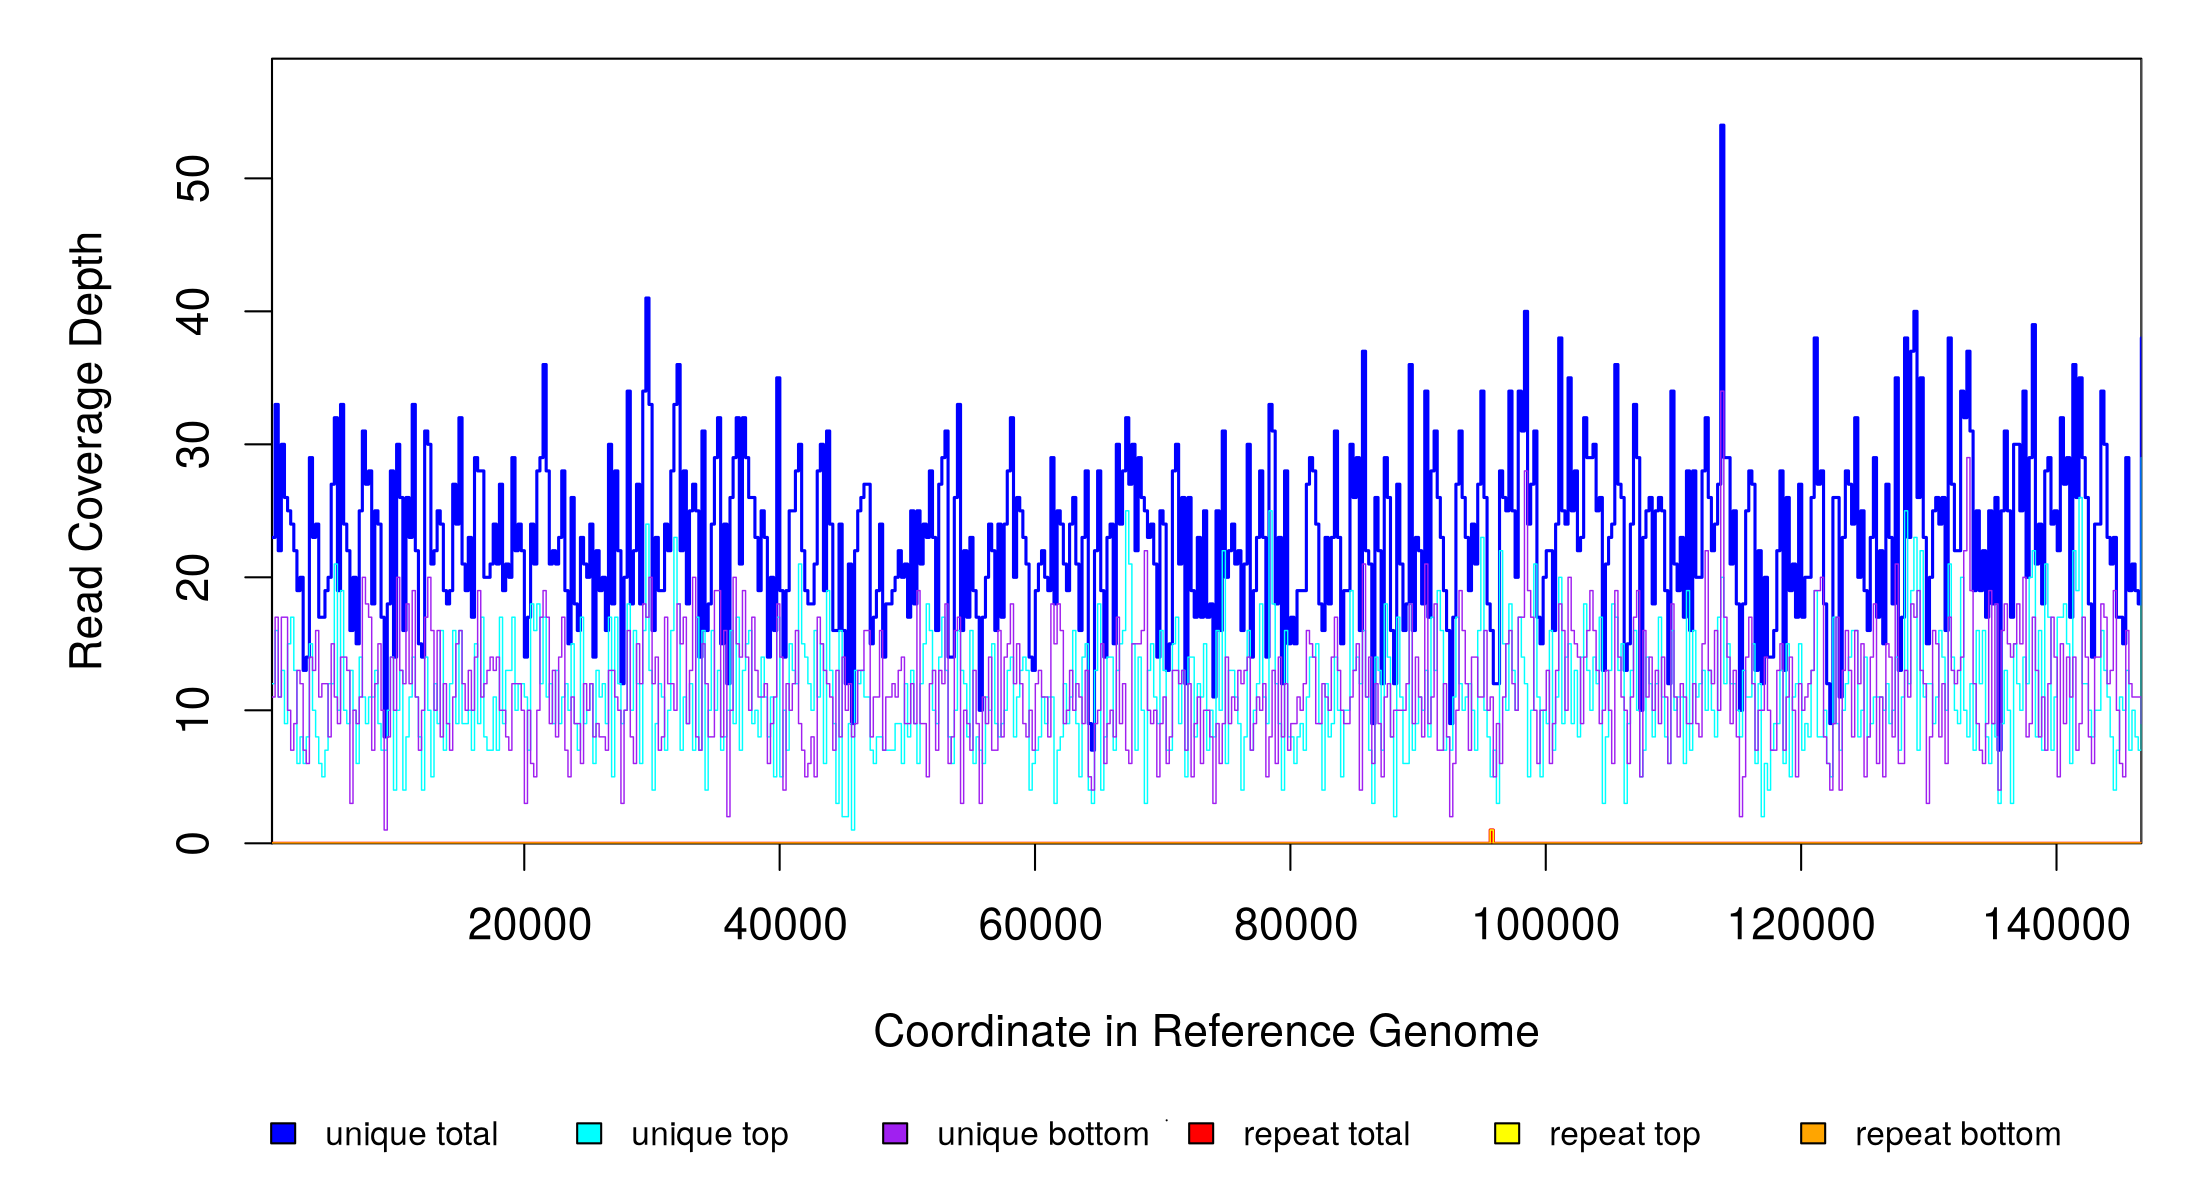 Read Coverage Depth
50
40
30
20
10
0
20000 40000 60000 80000 100000 120000 140000
Coordinate in Reference Genome
unique total unique top unique bottom repeat total repeat top repeat bottom